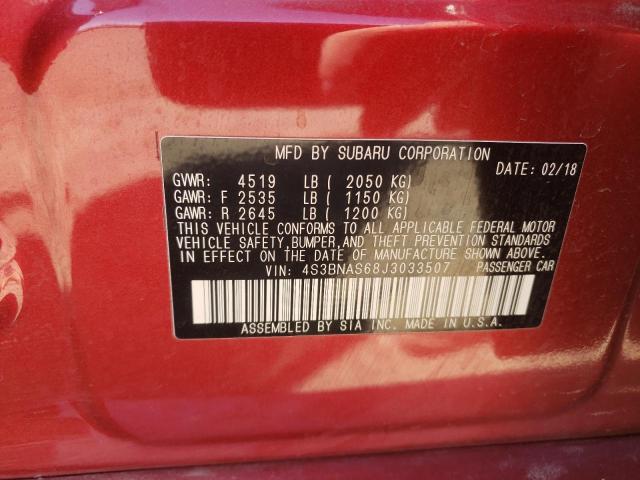 MFD BY SUBARU CORPORATION
DATE: 02/18
GVWR: 4519 LB ( 2050 KG)
GAWR: F 2535 LB ( 1150 KG)
GAWR: R 2645 LB ( 1200 KG)
THIS VEHICLE CONFORMS TO ALL APPLICABLE FEDERAL MOTOR
VEHICLE SAFETY, BUMPER, AND THEFT PREVENTION STANDARDS
IN EFFECT ON THE DATE OF MANUFACTURE SHOWN ABOVE.
VIN: 4S3BNAS68J3033507 PASSENGER CAR
ASSEMBLED BY SIA INC. MADE IN U.S.A.